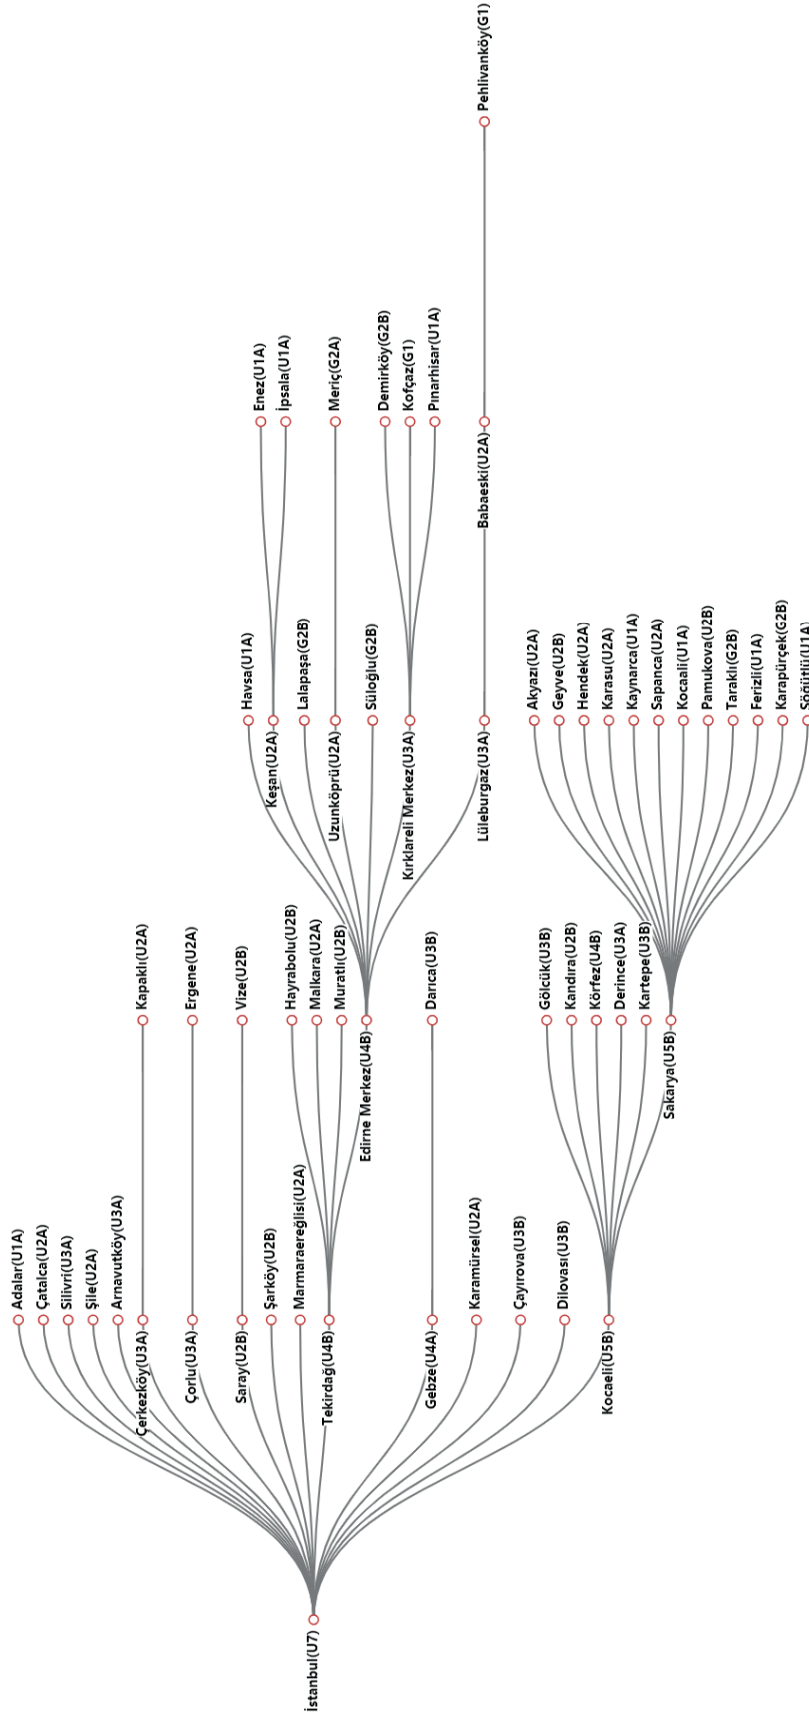 Pehlivanköy(G1)
Enez(U1A)
İpsala(U1A)
Meriç(G2A)
Demirköy(G2B)
Kofçaz(G1)
Pınarhisar(U1A)
Babaeski(U2A)
Havsa(U1A)
Keşan(U2A)
Lalapaşa(G2B)
Uzunköprü(U2A)
Süloğlu(G2B)
Kırklareli Merkez(U3A)
Lüleburgaz(U3A)
Akyazı(U2A)
Geyve(U2B)
Hendek(U2A)
Karasu(U2A)
Kaynarca(U1A)
Sapanca(U2A)
Kocaali(U1A)
Pamukova(U2B)
Taraklı(G2B)
Ferizli(U1A)
Karapürçek(G2B)
Söğütlü(U1A)
Kapaklı(U2A)
Ergene(U2A)
Vize(U2B)
Hayrabolu(U2B)
Malkara(U2A)
Muratlı(U2B)
Edirne Merkez(U4B)
Darıca(U3B)
Gölcük(U3B)
Kandıra(U2B)
Körfez(U4B)
Derince(U3A)
Kartepe(U3B)
Sakarya(U5B)
Adalar(U1A)
Çatalca(U2A)
Silivri(U3A)
Şile(U2A)
Arnavutköy(U3A)
Çerkezköy(U3A)
Çorlu(U3A)
Saray(U2B)
Şarköy(U2B)
Marmaraereğlisi(U2A)
Tekirdağ(U4B)
Gebze(U4A)
Karamürsel(U2A)
Çayırova(U3B)
Dilovası(U3B)
Kocaeli(U5B)
İstanbul(U7)